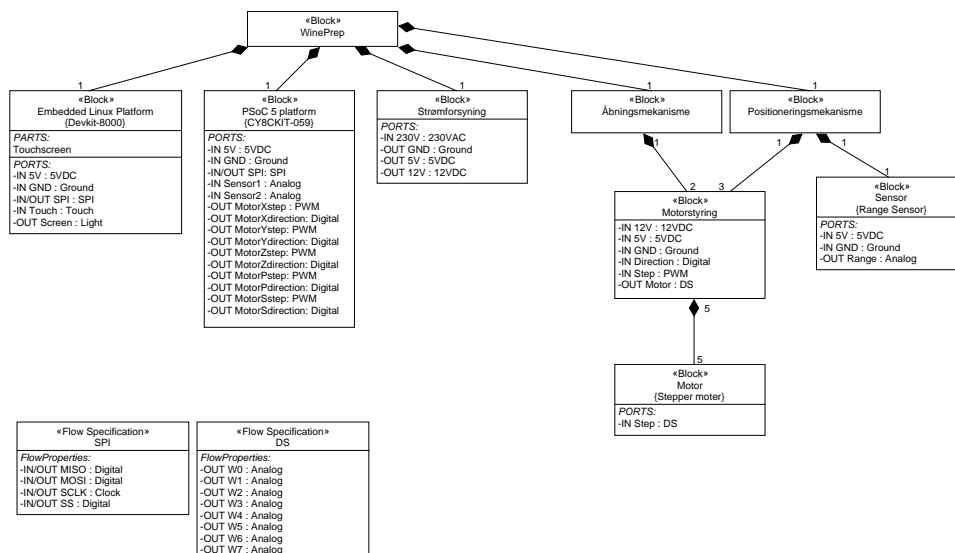 «Block»
WinePrep
1
«Block»
Embedded Linux Platform
{Devkit-8000}
PARTS:
Touchscreen
PORTS:
-IN 5V : 5VDC
-IN GND : Ground
-IN/OUT SPI : SPI
-IN Touch : Touch
-OUT Screen : Light
1
«Block»
PSoC 5 platform
{CY8CKIT-059}
PORTS:
-IN 5V : 5VDC
-IN GND : Ground
-IN/OUT SPI: SPI
-IN Sensor1 : Analog
-IN Sensor2 : Analog
-OUT MotorXstep : PWM
-OUT MotorXdirection: Digital
-OUT MotorYstep: PWM
-OUT MotorYdirection: Digital
-OUT MotorZstep: PWM
-OUT MotorZdirection: Digital
-OUT MotorPstep: PWM
-OUT MotorPdirection: Digital
-OUT MotorSstep: PWM
-OUT MotorSdirection: Digital
1
«Block»
Strømforsyning
PORTS:
-IN 230V : 230VAC
-OUT GND : Ground
-OUT 5V : 5VDC
-OUT 12V : 12VDC
1
«Block»
Åbningsmekanisme
1
1
«Block»
Positioneringsmekanisme
1
1
2
3
«Block»
Motorstyring
-IN 12V : 12VDC
-IN 5V : 5VDC
-IN GND : Ground
-IN Direction : Digital
-IN Step : PWM
-OUT Motor : DS
1
«Block»
Sensor
{Range Sensor}
PORTS:
-IN 5V : 5VDC
-IN GND : Ground
-OUT Range : Analog
5
5
«Block»
Motor
{Stepper moter}
PORTS:
-IN Step : DS
«Flow Specification»
SPI
FlowProperties:
-IN/OUT MISO : Digital
-IN/OUT MOSI : Digital
-IN/OUT SCLK : Clock
-IN/OUT SS : Digital
«Flow Specification»
DS
FlowProperties:
-OUT W0 : Analog
-OUT W1 : Analog
-OUT W2 : Analog
-OUT W3 : Analog
-OUT W4 : Analog
-OUT W5 : Analog
-OUT W6 : Analog
-OUT W7 : Analog